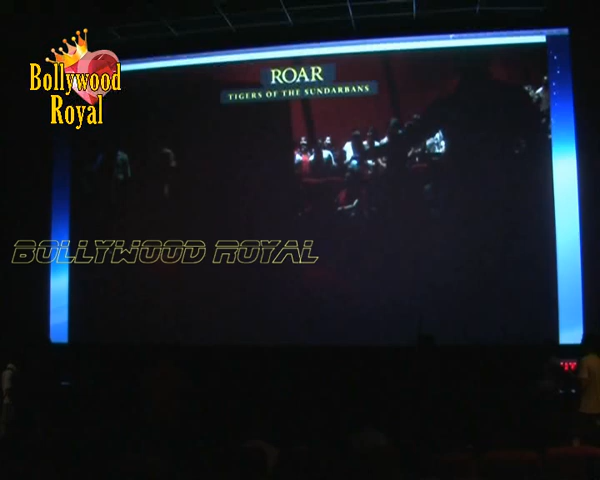 Bollywood
Royal
ROAR
TIGERS OF THE SUNDARBANS
BOLLYWOOD ROYAL